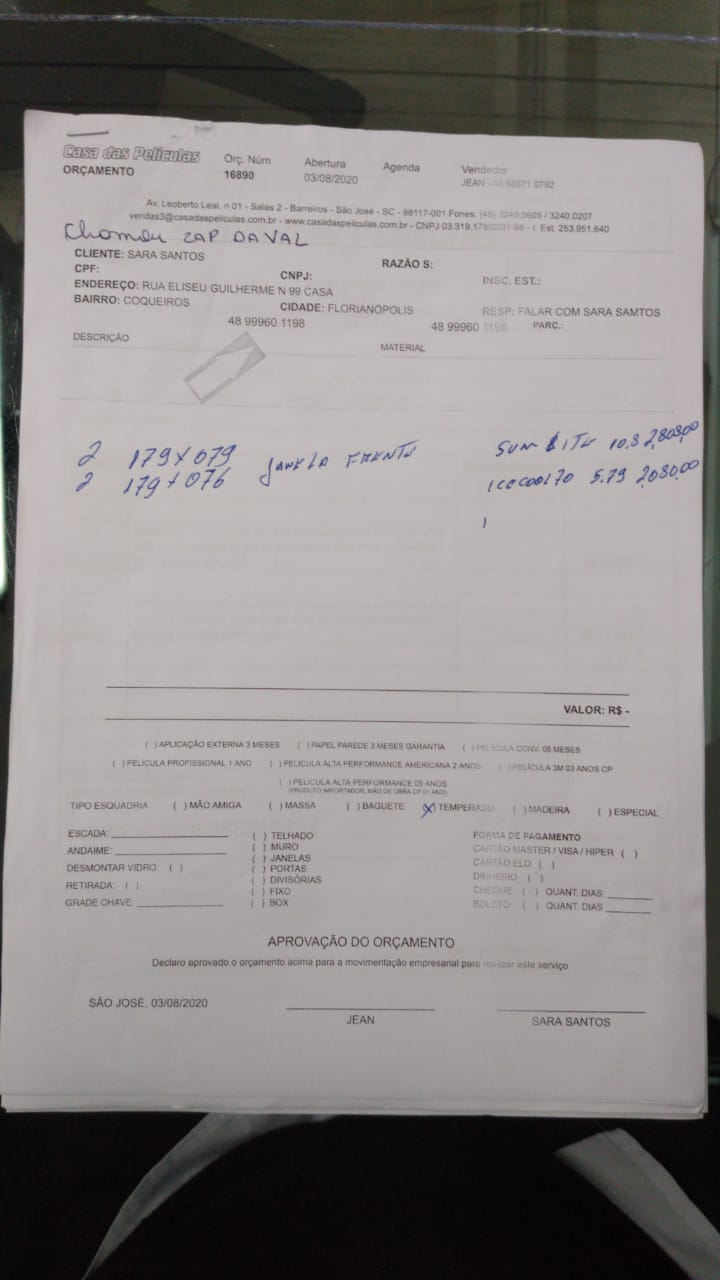 Casa das Películas
ORÇAMENTO
Orç. Núm
16890
Abertura
03/08/2020
Agenda
Vendedor
JEAN - 48 98671 0792
Av. Leoberto Leal, n 01 - Salas 2 - Barreiros - São José - SC - 88117-001 Fones: (48) 3240.0605 / 3240.0207
vendas3@casadaspeliculas.com.br - www.casadaspeliculas.com.br - CNPJ 03.319.178/0001-98 - I. Est. 253.951.640
Chamou ZAP DAVAL
CLIENTE: SARA SANTOS
RAZÃO S:
CPF:
CNPJ:
INSC. EST.:
ENDEREÇO: RUA ELISEU GUILHERME N 99 CASA
BAIRRO: COQUEIROS
CIDADE: FLORIANÓPOLIS
RESP: FALAR COM SARA SAMTOS
48 99960 1198
48 99960 1198
PARC.:
DESCRIÇÃO
MATERIAL
2 179x079 JANELA FRENTE SUN 10.3 2,808,00
2 179x076 ICECOOL70 5.79 2,080,00
VALOR: R$ -
( ) APLICAÇÃO EXTERNA 3 MESES ( ) PAPEL PAREDE 3 MESES GARANTIA ( ) PELÍCULA CONV. 06 MESES
( ) PELÍCULA PROFISSIONAL 1 ANO ( ) PELÍCULA ALTA PERFORMANCE AMERICANA 2 ANOS ( ) PELÍCULA 3M 03 ANOS CP
( ) PELÍCULA ALTA PERFORMANCE 05 ANOS
(PRODUTO IMPORTADOR, MÃO DE OBRA CP 01 ANO)
TIPO ESQUADRIA ( ) MÃO AMIGA ( ) MASSA ( ) BAGUETE (X) TEMPERADO ( ) MADEIRA ( ) ESPECIAL
ESCADA:
ANDAIME:
DESMONTAR VIDRO: ( )
RETIRADA: ( )
GRADE CHAVE:
( ) TELHADO
( ) MURO
( ) JANELAS
( ) PORTAS
( ) DIVISÓRIAS
( ) FIXO
( ) BOX
FORMA DE PAGAMENTO
CARTÃO MASTER / VISA / HIPER ( )
CARTÃO ELO ( )
DINHEIRO ( )
CHEQUE ( ) QUANT. DIAS:
BOLETO ( ) QUANT. DIAS
APROVAÇÃO DO ORÇAMENTO
Declaro aprovado o orçamento acima para a movimentação empresarial para realizar este serviço
SÃO JOSÉ, 03/08/2020
JEAN
SARA SANTOS